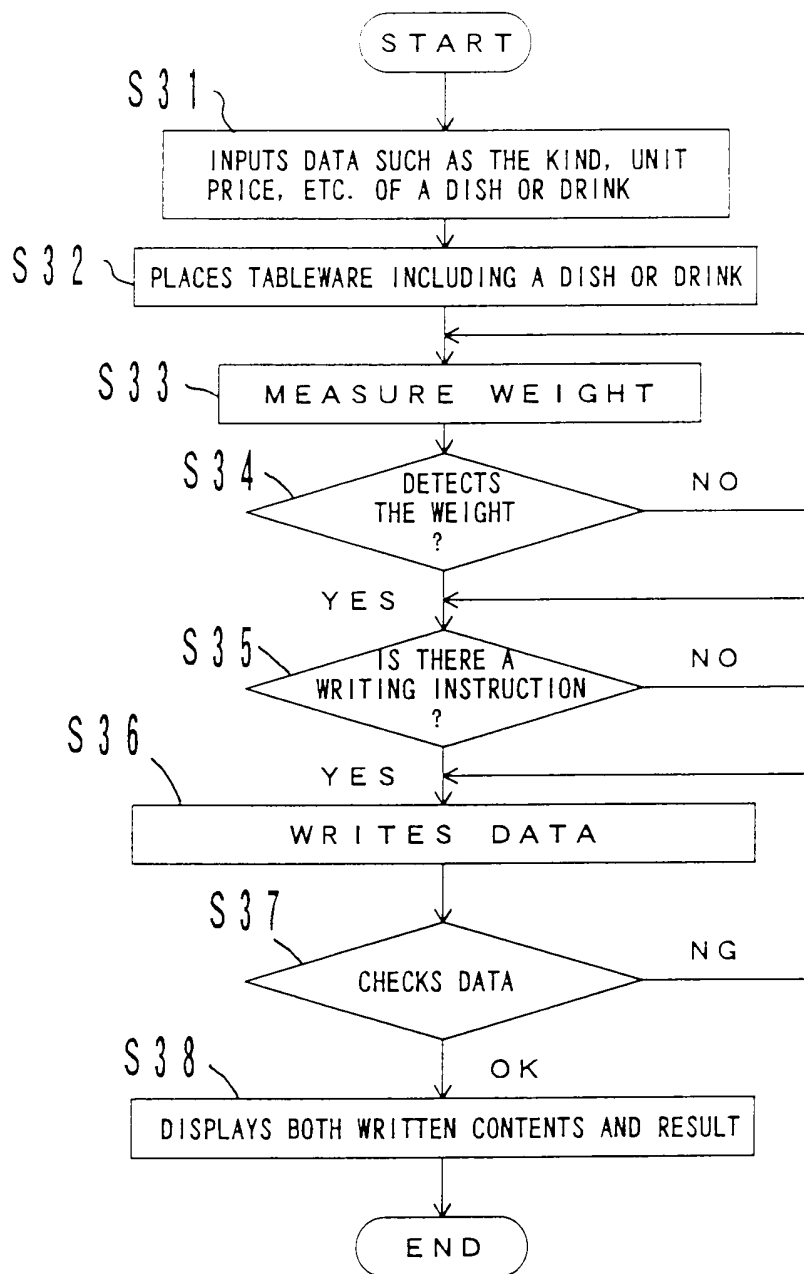 START
S31
INPUTS DATA SUCH AS THE KIND, UNIT
PRICE, ETC. OF A DISH OR DRINK
S32
PLACES TABLEWARE INCLUDING A DISH OR DRINK
S33
MEASURE WEIGHT
S34
DETECTS
THE WEIGHT
?
NO
YES
S35
IS THERE A
WRITING INSTRUCTION
?
NO
YES
S36
WRITES DATA
S37
CHECKS DATA
NG
OK
S38
DISPLAYS BOTH WRITTEN CONTENTS AND RESULT
END